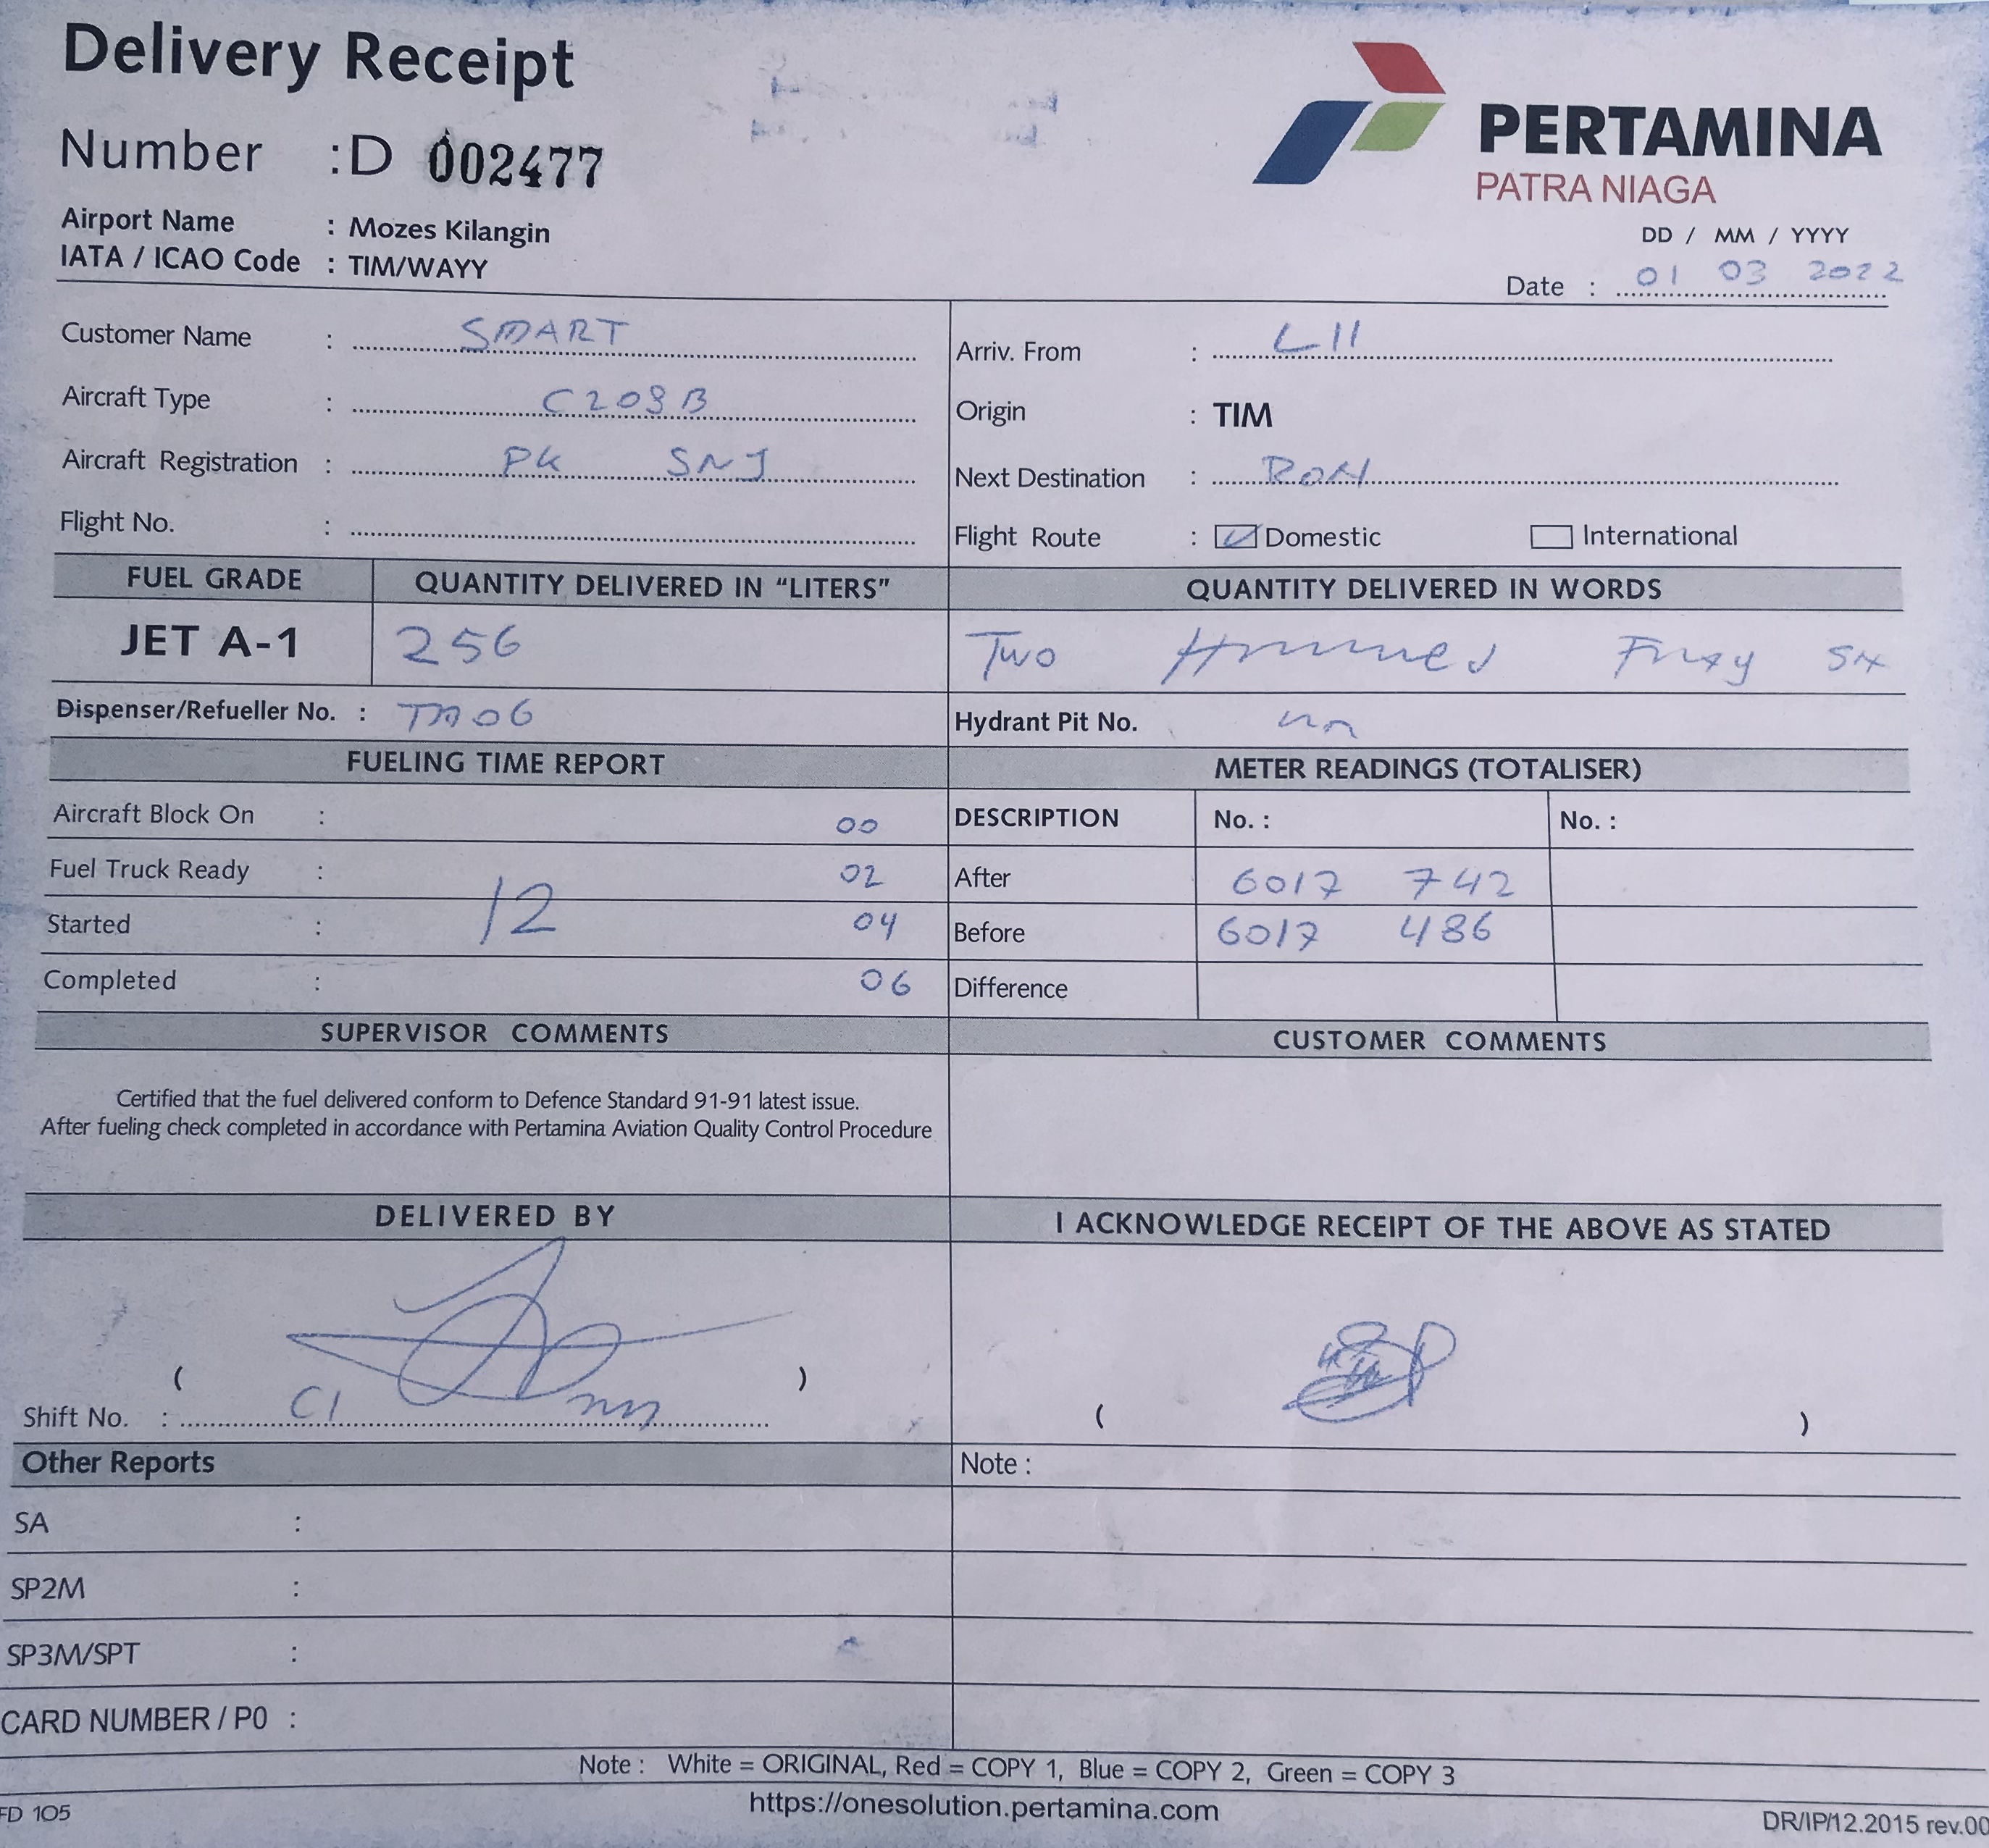 Delivery Receipt
Number : D 002477
PERTAMINA
PATRA NIAGA
Airport Name : Mozes Kilangin
IATA / ICAO Code : TIM/WAYY
DD / MM / YYYY
Date : 01 03 2022
Customer Name : SMART
Aircraft Type : C208B
Aircraft Registration : PK SNJ
Flight No. :
Arriv. From : LII
Origin : TIM
Next Destination : RON
Flight Route : Domestic International
FUEL GRADE QUANTITY DELIVERED IN “LITERS” QUANTITY DELIVERED IN WORDS
JET A-1 256 Two
Dispenser/Refueller No. : TM06 Hydrant Pit No.
FUELING TIME REPORT
Aircraft Block On : 00
Fuel Truck Ready : 02
12
Started : 04
Completed : 06
METER READINGS (TOTALISER)
DESCRIPTION No. : No. :
After 6017 742
Before 6017 486
Difference
SUPERVISOR COMMENTS
Certified that the fuel delivered conform to Defence Standard 91-91 latest issue.
After fueling check completed in accordance with Pertamina Aviation Quality Control Procedure
CUSTOMER COMMENTS
DELIVERED BY
( )
Shift No. : C1
I ACKNOWLEDGE RECEIPT OF THE ABOVE AS STATED
( )
Other Reports
SA :
SP2M :
SP3M/SPT :
CARD NUMBER / P0 :
Note :
Note : White = ORIGINAL, Red = COPY 1, Blue = COPY 2, Green = COPY 3
https://onesolution.pertamina.com
FD 105
DR/IP/12.2015 rev.00